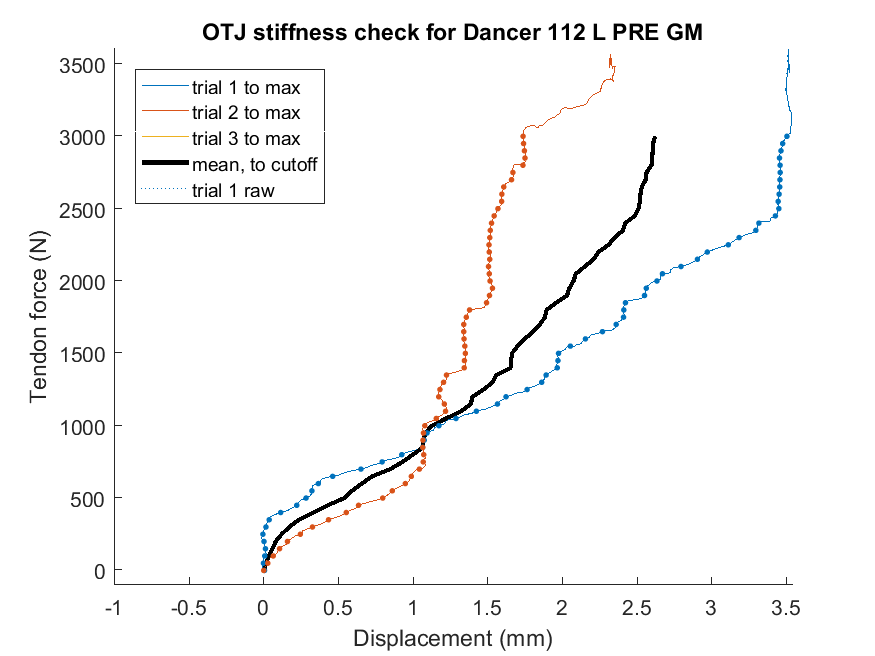 OTJ stiffness check for Dancer 112 L PRE GM
trial 1 to max
trial 2 to max
trial 3 to max
mean, to cutoff
trial 1 raw
Tendon force (N)
3500
3000
2500
2000
1500
1000
500
0
-1 -0.5 0 0.5 1 1.5 2 2.5 3 3.5
Displacement (mm)